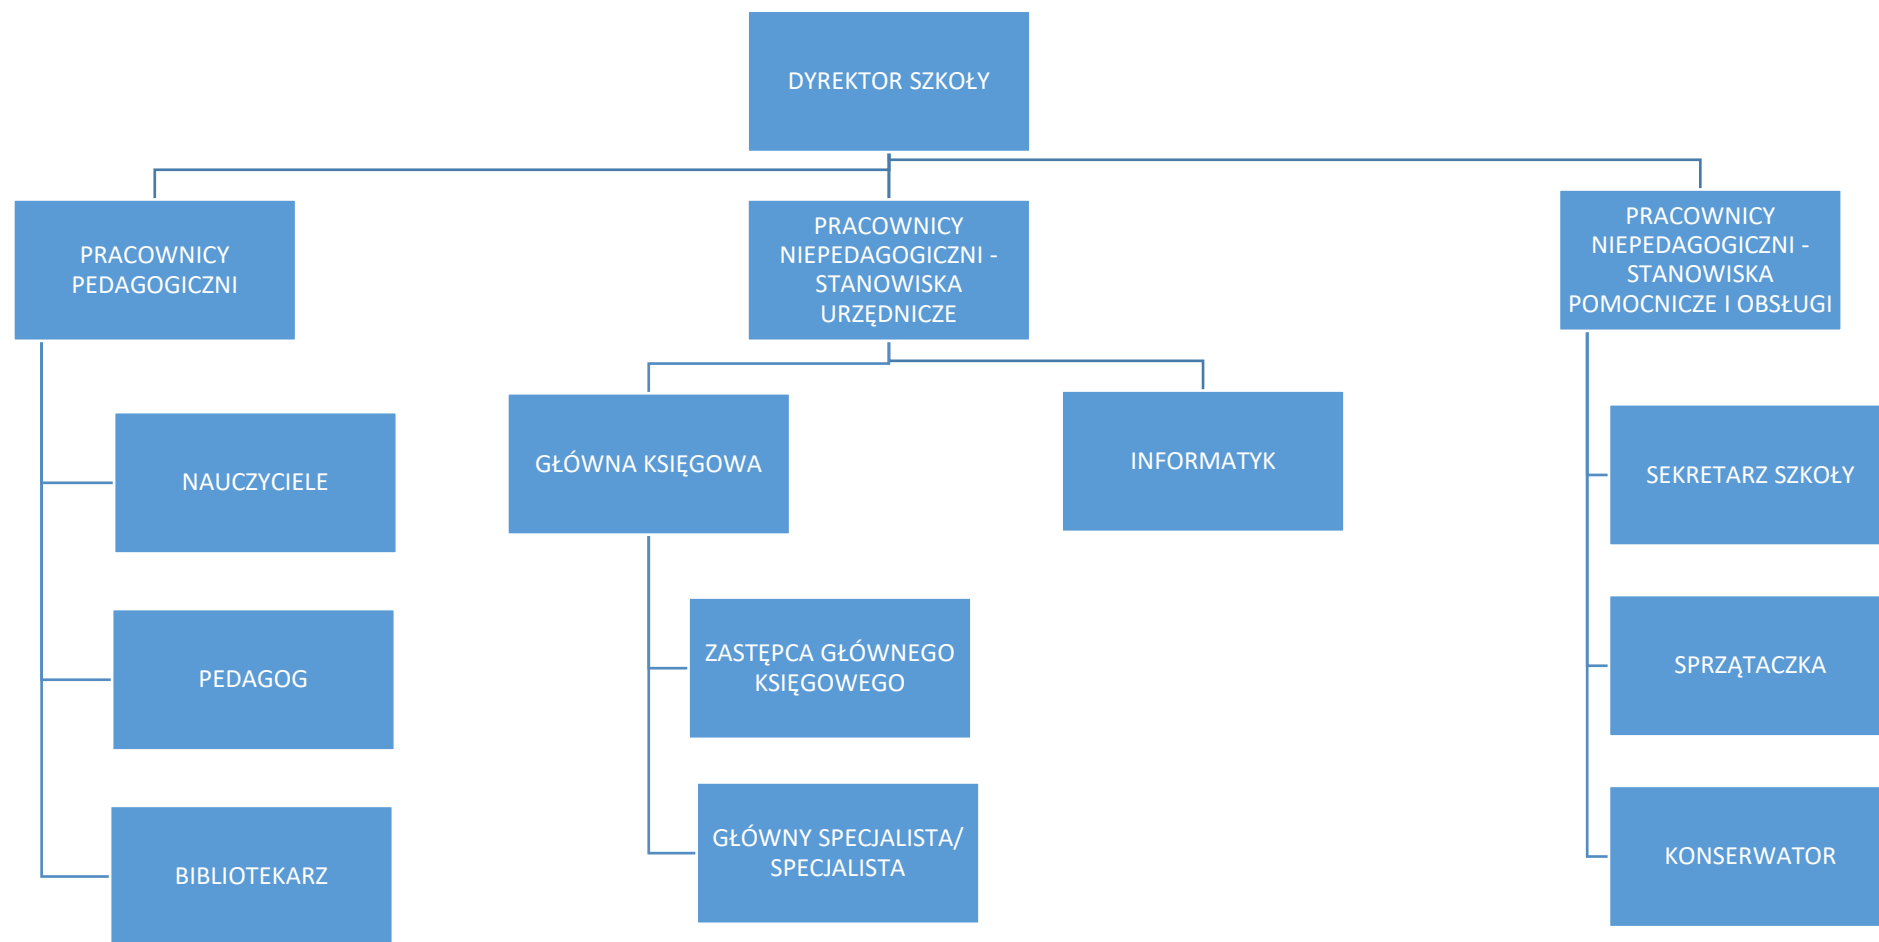 DYREKTOR SZKOŁY
PRACOWNICY
PEDAGOGICZNI
PRACOWNICY
NIEPEDAGOGICZNI -
STANOWISKA
URZĘDNICZE
PRACOWNICY
NIEPEDAGOGICZNI -
STANOWISKA
POMOCNICZE I OBSŁUGI
NAUCZYCIELE
PEDAGOG
BIBLIOTEKARZ
GŁÓWNA KSIĘGOWA
INFORMATYK
ZASTĘPCA GŁÓWNEGO
KSIĘGOWEGO
GŁÓWNY SPECJALISTA/
SPECJALISTA
SEKRETARZ SZKOŁY
SPRZĄTACZKA
KONSERWATOR